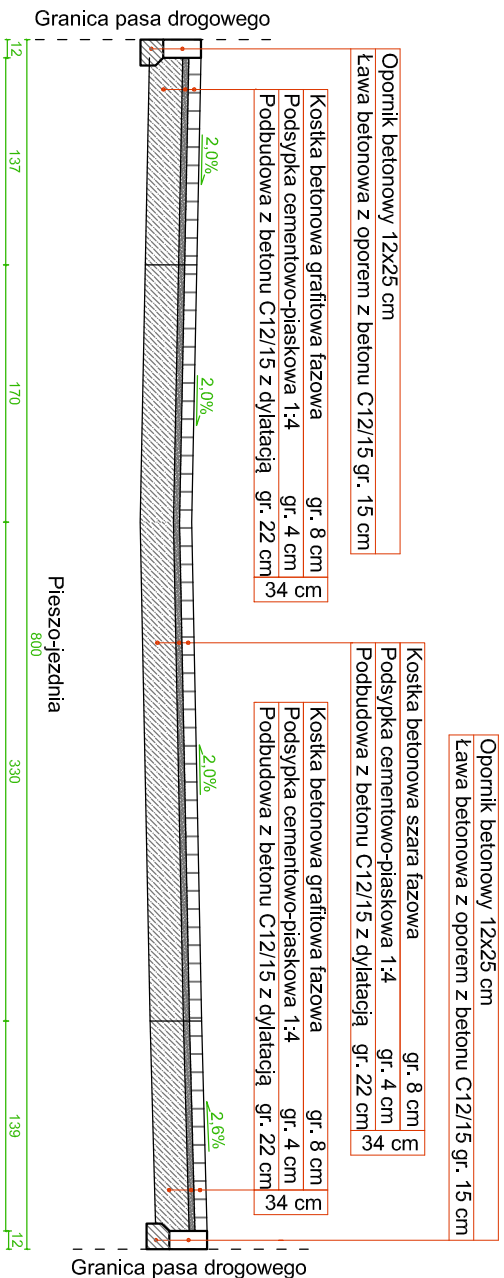 Granica pasa drogowego
Opornik betonowy 12x25 cm
Ława betonowa z oporem z betonu C12/15 gr. 15 cm
Kostka betonowa grafitowa fazowa gr. 8 cm
Podsypka cementowo-piaskowa 1:4 gr. 4 cm
Podbudowa z betonu C12/15 z dylatacją gr. 22 cm
34 cm
Opornik betonowy 12x25 cm
Ława betonowa z oporem z betonu C12/15 gr. 15 cm
Kostka betonowa szara fazowa gr. 8 cm
Podsypka cementowo-piaskowa 1:4 gr. 4 cm
Podbudowa z betonu C12/15 z dylatacją gr. 22 cm
34 cm
Kostka betonowa grafitowa fazowa gr. 8 cm
Podsypka cementowo-piaskowa 1:4 gr. 4 cm
Podbudowa z betonu C12/15 z dylatacją gr. 22 cm
34 cm
2,0%
2,0%
2,0%
2,6%
Pieszo-jezdnia
800
12
137
170
330
139
12
Granica pasa drogowego